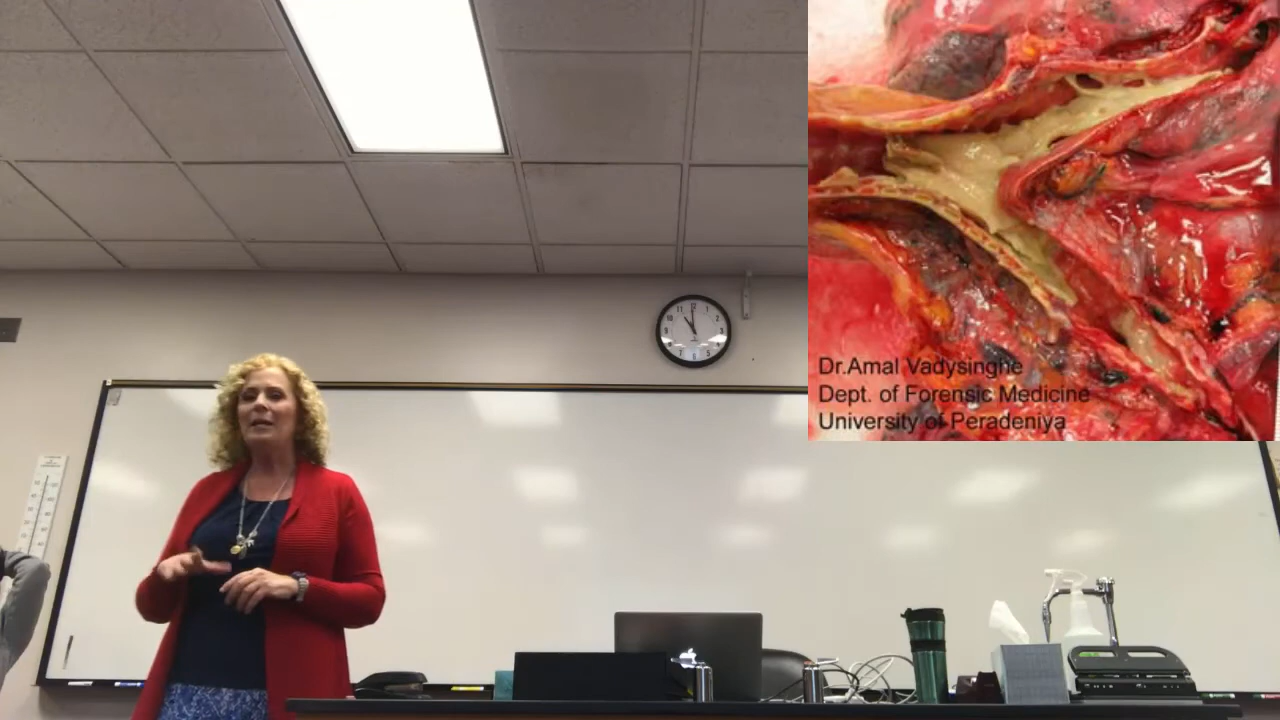 Dr.Amal Vadysinghe
Dept. of Forensic Medicine
University of Peradeniya